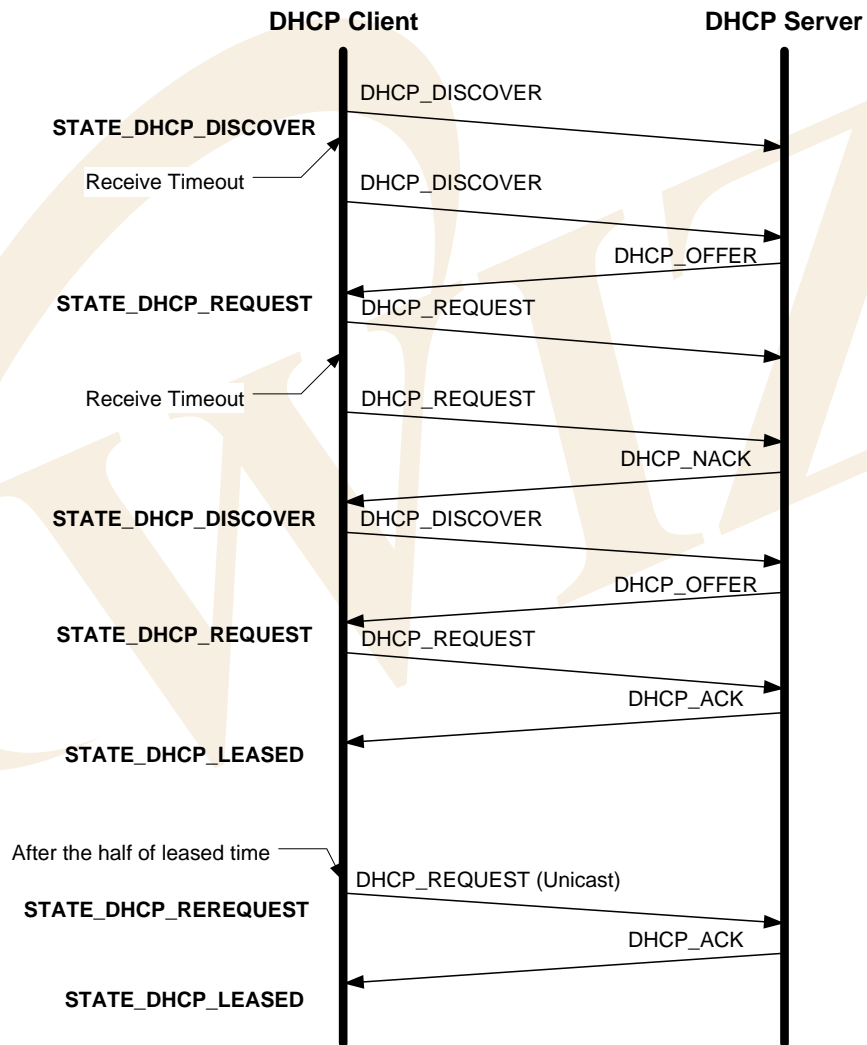 DHCP Client
DHCP Server
DHCP_DISCOVER
STATE_DHCP_DISCOVER
Receive Timeout
DHCP_DISCOVER
DHCP_OFFER
STATE_DHCP_REQUEST
DHCP_REQUEST
Receive Timeout
DHCP_REQUEST
DHCP_NACK
STATE_DHCP_DISCOVER
DHCP_DISCOVER
DHCP_OFFER
STATE_DHCP_REQUEST
DHCP_REQUEST
DHCP_ACK
STATE_DHCP_LEASED
After the half of leased time
DHCP_REQUEST (Unicast)
STATE_DHCP_REREQUEST
DHCP_ACK
STATE_DHCP_LEASED
WIZ